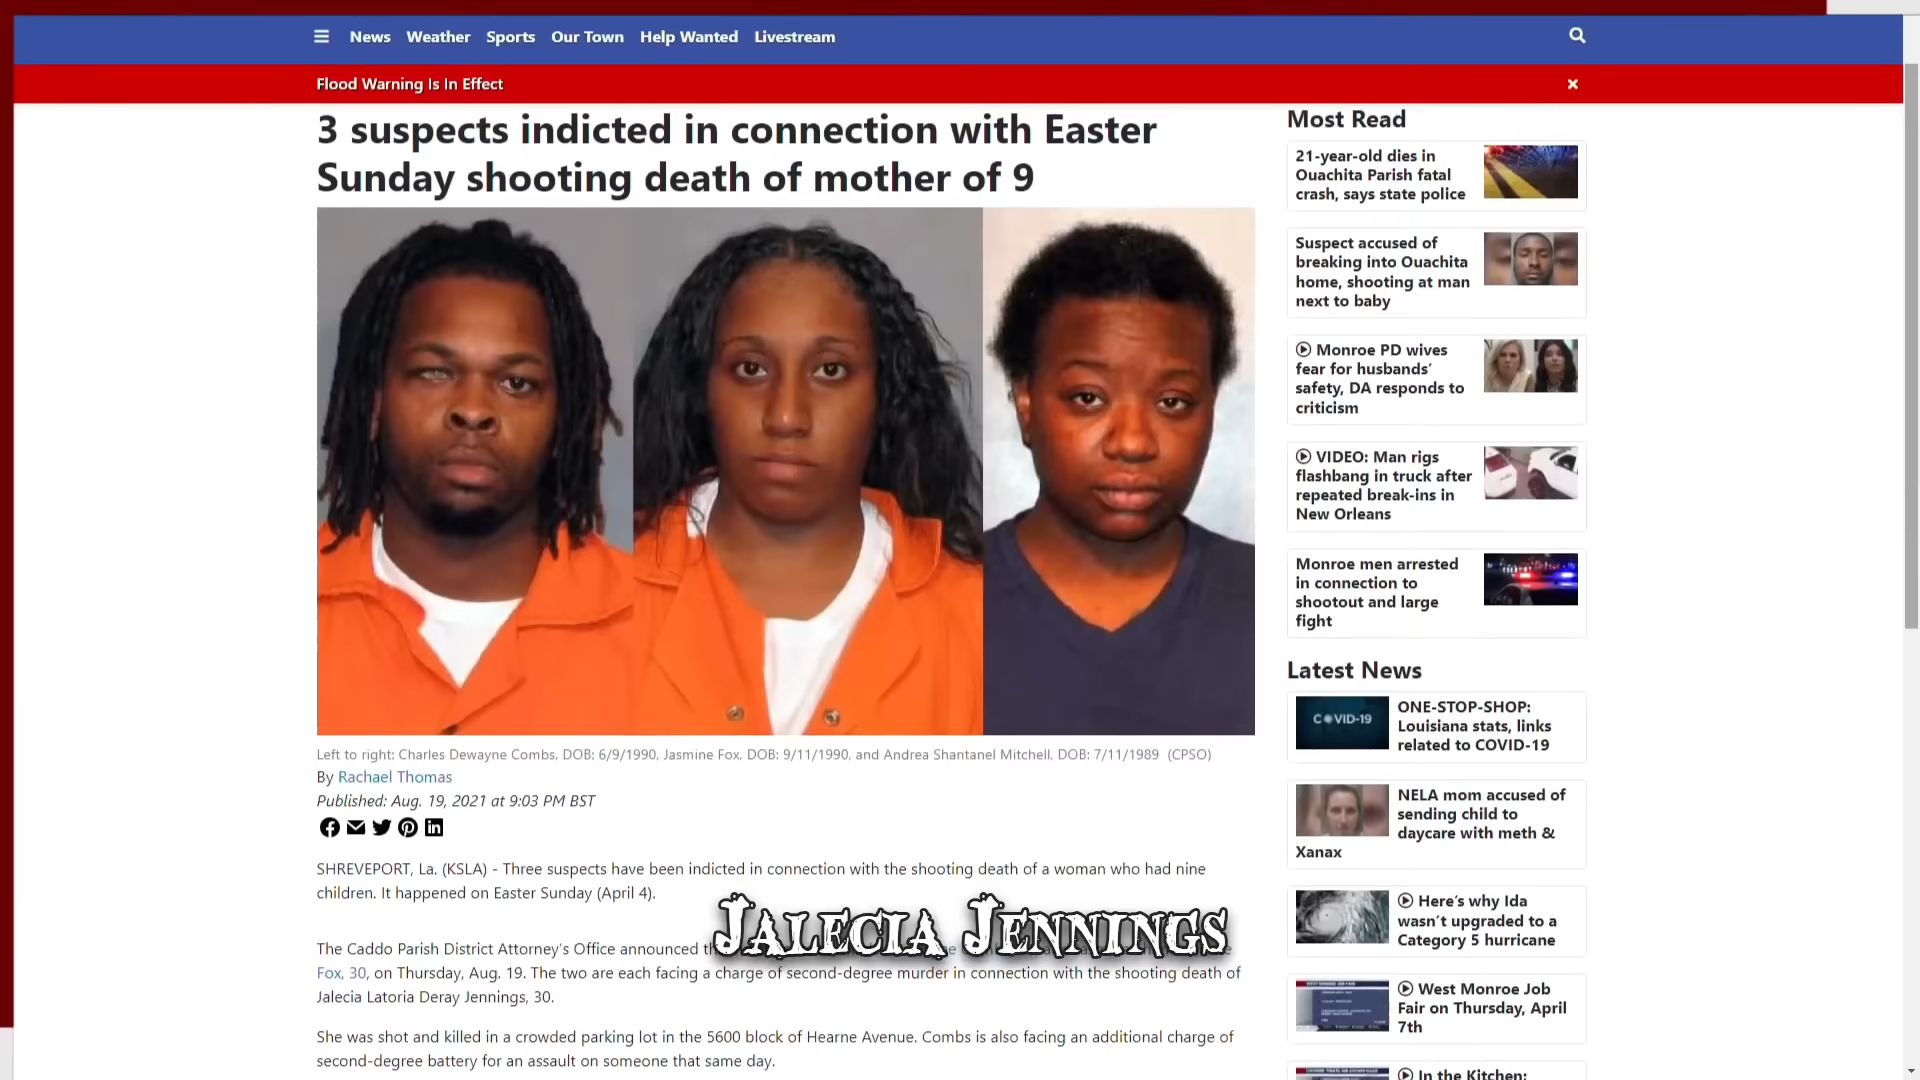 News Weather Sports Our Town Help Wanted Livestream
Flood Warning Is In Effect
3 suspects indicted in connection with Easter
Sunday shooting death of mother of 9
Left to right: Charles Dewayne Combs, DOB: 6/9/1990, Jasmine Fox, DOB: 9/11/1990, and Andrea Shantanel Mitchell, DOB: 7/11/1989 (CPSO)
By Rachael Thomas
Published: Aug. 19, 2021 at 9:03 PM BST
SHREVEPORT, La. (KSLA) - Three suspects have been indicted in connection with the shooting death of a woman who had nine
children. It happened on Easter Sunday (April 4).
Jalecia Jennings
The Caddo Parish District Attorney's Office announced
Fox, 30, on Thursday, Aug. 19. The two are each facing a charge of second-degree murder in connection with the shooting death of
Jalecia Latoria Deray Jennings, 30.
She was shot and killed in a crowded parking lot in the 5600 block of Hearne Avenue. Combs is also facing an additional charge of
second-degree battery for an assault on someone that same day.
Most Read
21-year-old dies in
Ouachita Parish fatal
crash, says state police
Suspect accused of
breaking into Ouachita
home, shooting at man
next to baby
Monroe PD wives
fear for husbands'
safety, DA responds to
criticism
VIDEO: Man rigs
flashbang in truck after
repeated break-ins in
New Orleans
Monroe men arrested
in connection to
shootout and large
fight
Latest News
COVID-19
ONE-STOP-SHOP:
Louisiana stats, links
related to COVID-19
NELA mom accused of
sending child to
daycare with meth &
Xanax
Here's why Ida
wasn't upgraded to a
Category 5 hurricane
West Monroe Job
Fair on Thursday, April
7th
In the Kitchen: